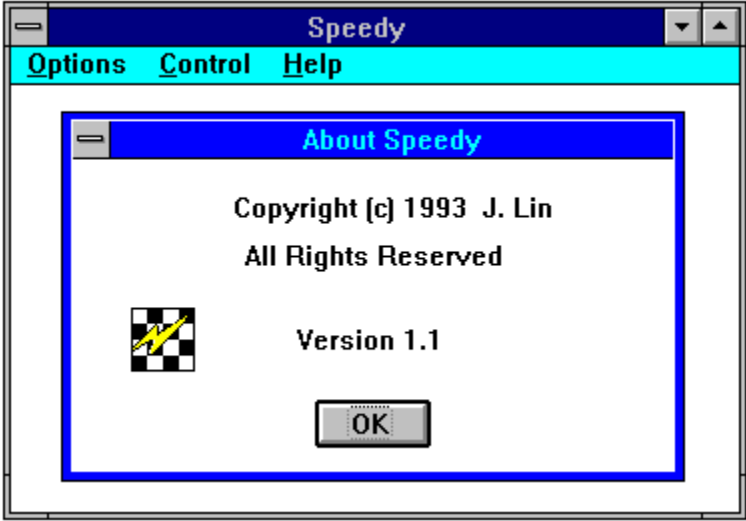 Speedy
Options Control Help
About Speedy
Copyright (c) 1993 J. Lin
All Rights Reserved
Version 1.1
OK